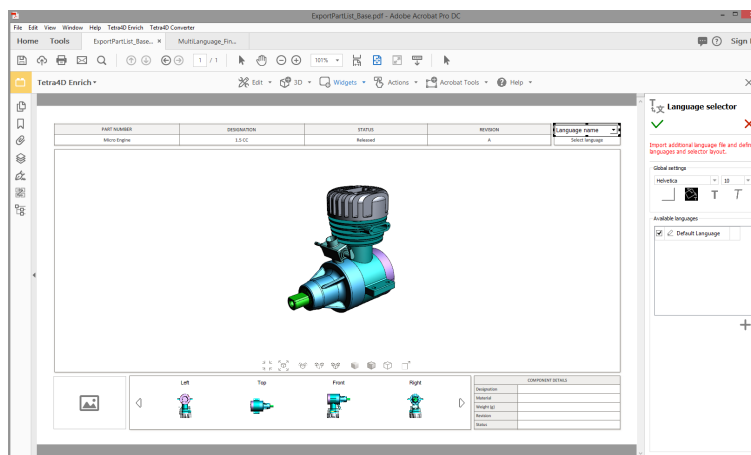 ExportPartList_Base.pdf - Adobe Acrobat Pro DC
File Edit View Window Help Tetra4D Enrich Tetra4D Converter
Home Tools ExportPartList_Base... × MultiLanguage_Fin... Sign
1 / 1 101%
Tetra4D Enrich Edit 3D Widgets Actions Acrobat Tools Help
Language selector
PART NUMBER DESIGNATION STATUS REVISION Language name
Micro Engine 1.5 CC Released A Select language
Import additional language file and defin
languages and selector layout.
Global settings
Helvetica 10
T T
Available languages
Default Language
Left Top Front Right
COMPONENT DETAILS
Designation
Material
Weight (g)
Revision
Status